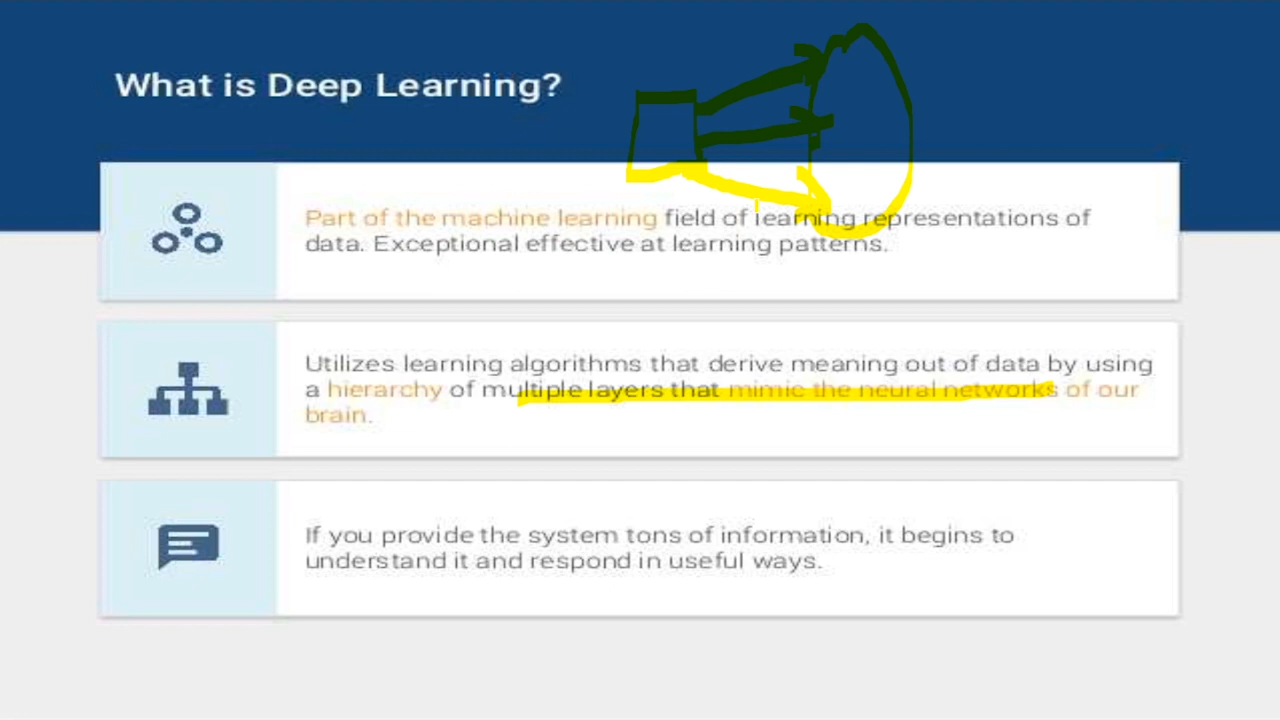 What is Deep Learning?
Part of the machine learning field of learning representations of
data. Exceptional effective at learning patterns.
Utilizes learning algorithms that derive meaning out of data by using
a hierarchy of multiple layers that mimic the neural networks of our
brain.
If you provide the system tons of information, it begins to
understand it and respond in useful ways.